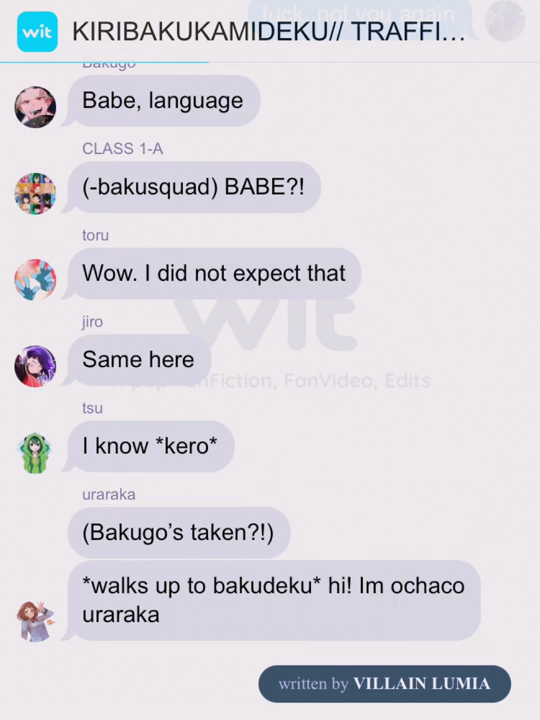 fuck, not you again
wit
KIRIBAKUKAMIDEKU// TRAFFI...
Bakugo
Babe, language
CLASS 1-A
(-bakusquad) BABE?!
toru
Wow. I did not expect that
wit
jiro
Same here
FanFiction, FanVideo, Edits
tsu
I know *kero*
uraraka
(Bakugo’s taken?!)
*walks up to bakudeku* hi! Im ochaco
uraraka
written by VILLAIN LUMIA